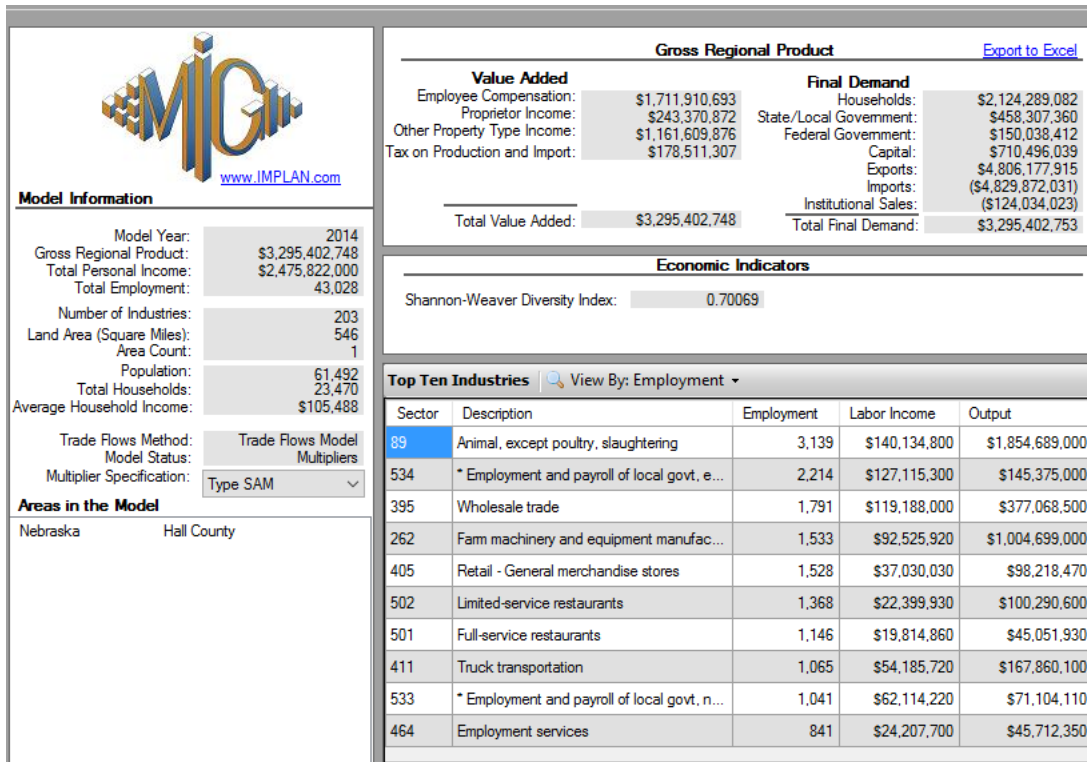 MIG
www.IMPLAN.com
Model Information
Model Year: 2014
Gross Regional Product: $3,295,402,748
Total Personal Income: $2,475,822,000
Total Employment: 43,028
Number of Industries: 203
Land Area (Square Miles): 546
Area Count: 1
Population: 61,492
Total Households: 23,470
Average Household Income: $105,488
Trade Flows Method: Trade Flows Model
Model Status: Multipliers
Multiplier Specification: Type SAM
Areas in the Model
Nebraska Hall County
Gross Regional Product Export to Excel
Value Added
Employee Compensation: $1,711,910,693
Proprietor Income: $243,370,872
Other Property Type Income: $1,161,609,876
Tax on Production and Import: $178,511,307
Total Value Added: $3,295,402,748
Final Demand
Households: $2,124,289,082
State/Local Government: $458,307,360
Federal Government: $150,038,412
Capital: $710,496,039
Exports: $4,806,177,915
Imports: ($4,829,872,031)
Institutional Sales: ($124,034,023)
Total Final Demand: $3,295,402,753
Economic Indicators
Shannon-Weaver Diversity Index: 0.70069
Top Ten Industries View By: Employment
Sector Description Employment Labor Income Output
89 Animal, except poultry, slaughtering 3,139 $140,134,800 $1,854,689,000
534 * Employment and payroll of local govt, e... 2,214 $127,115,300 $145,375,000
395 Wholesale trade 1,791 $119,188,000 $377,068,500
262 Farm machinery and equipment manufac... 1,533 $92,525,920 $1,004,699,000
405 Retail - General merchandise stores 1,528 $37,030,030 $98,218,470
502 Limited-service restaurants 1,368 $22,399,930 $100,290,600
501 Full-service restaurants 1,146 $19,814,860 $45,051,930
411 Truck transportation 1,065 $54,185,720 $167,860,100
533 * Employment and payroll of local govt, n... 1,041 $62,114,220 $71,104,110
464 Employment services 841 $24,207,700 $45,712,350